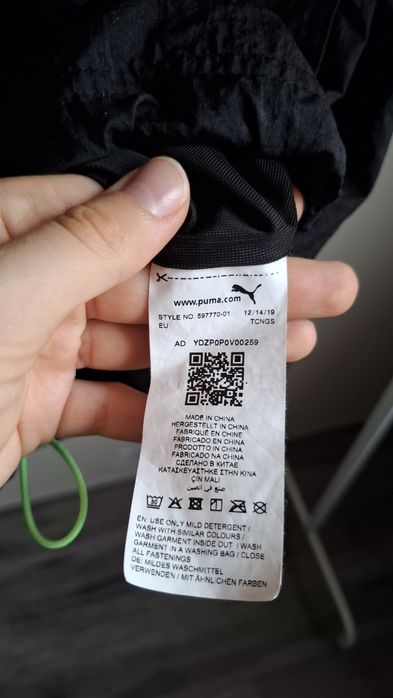 www.puma.com
STYLE NO. 597770-01 12/14/19
EU TCNGS
AD YDZP0P0V00259
MADE IN CHINA
HERGESTELLT IN CHINA
FABRIQUÉ EN CHINE
FABRICADO EN CHINA
PRODOTTO IN CHINA
FABRICADO NA CHINA
СДЕЛАНО В КИТАЕ
ΚΑΤΑΣΚΕΥΑΣΤΗΚΕ ΣΤΗΝ ΚΙΝΑ
ÇİN MALI
صنع في الصين
EN: USE ONLY MILD DETERGENT /
WASH WITH SIMILAR COLOURS /
WASH GARMENT INSIDE OUT / WASH
GARMENT IN A WASHING BAG / CLOSE
ALL FASTENINGS
DE: MILDES WASCHMITTEL
VERWENDEN / MIT ÄHNLICHEN FARBEN